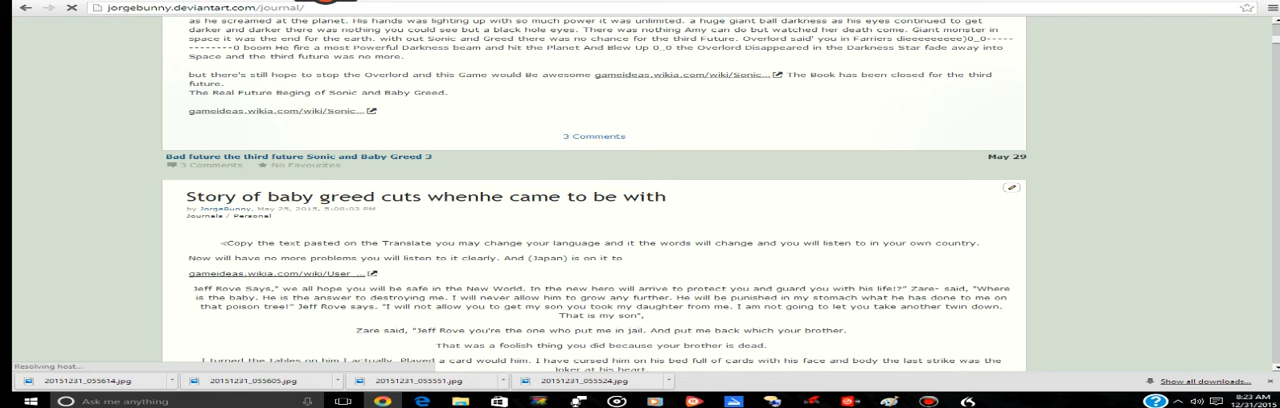 jorgebunny.deviantart.com/journal/
as he screamed at the planet. His hands was lighting up with so much power it was unlimited. a huge giant ball darkness as his eyes continued to get
darker and darker there was nothing you could see but a black hole eyes. There was nothing Amy can do but watched her death come. Giant monster in
space it was the end for the earth. with out Sonic and Greed there was no chance for the third Future. Overlord said' you in Farriers dieeeeeeee)0_0-----
---------0 boom He fire a most Powerful Darkness beam and hit the Planet And Blew Up 0_0 the Overlord Disappeared in the Darkness Star fade away into
Space and the third future was no more.
but there's still hope to stop the Overlord and this Game would Be awesome gameideas.wikia.com/wiki/Sonic... The Book has been closed for the third
future.
The Real Future Beging of Sonic and Baby Greed.
gameideas.wikia.com/wiki/Sonic...
3 Comments
Bad future the third future Sonic and Baby Greed 3 May 29
3 Comments No Favourites
Story of baby greed cuts whenhe came to be with
by JorgeBunny, May 25, 2015, 5:08:03 PM
Journals / Personal
<Copy the text pasted on the Translate you may change your language and it the words will change and you will listen to in your own country.
Now will have no more problems you will listen to it clearly. And (Japan) is on it to
gameideas.wikia.com/wiki/User_...
Jeff Rove Says," we all hope you will be safe in the New World. In the new hero will arrive to protect you and guard you with his life!?" Zare- said, "Where
is the baby. He is the answer to destroying me. I will never allow him to grow any further. He will be punished in my stomach what he has done to me on
that poison tree!" Jeff Rove says. "I will not allow you to get my son you took my daughter from me. I am not going to let you take another twin down.
That is my son",
Zare said, "Jeff Rove you're the one who put me in jail. And put me back which your brother.
That was a foolish thing you did because your brother is dead.
I turned the tables on him I actually. Played a card would him. I have cursed him on his bed full of cards with his face and body the last strike was the
Joker at his heart.
Resolving host...
20151231_055614.jpg 20151231_055605.jpg 20151231_055551.jpg 20151231_055524.jpg Show all downloads...
Ask me anything
8:23 AM
12/31/2015